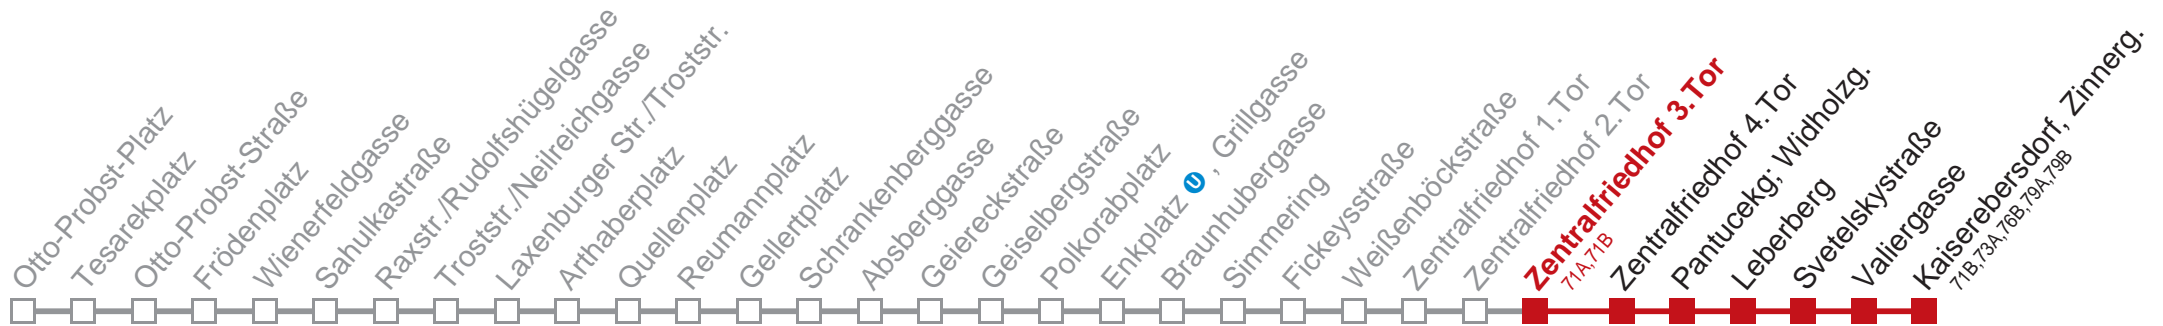 Otto-Probst-Platz
Tesarekplatz
Otto-Probst-Straße
Frödenplatz
Wienerfeldgasse
Sahulkastraße
Raxstr./Rudolfshügelgasse
Troststr./Neilreichgasse
Laxenburger Str./Troststr.
Arthaberplatz
Quellenplatz
Reumannplatz
Gellertplatz
Schrankenberggasse
Absberggasse
Geiereckstraße
Geiselbergstraße
Polkorabplatz
Enkplatz U , Grillgasse
Braunhubergasse
Simmering
Fickeysstraße
Weißenböckstraße
Zentralfriedhof 1.Tor
Zentralfriedhof 2.Tor
Zentralfriedhof 3.Tor
71A,71B
Zentralfriedhof 4.Tor
Pantucekg; Widholzg.
Leberberg
Svetelskystraße
Valiergasse
Kaiserebersdorf, Zinnerg.
71B,73A,76B,79A,79B